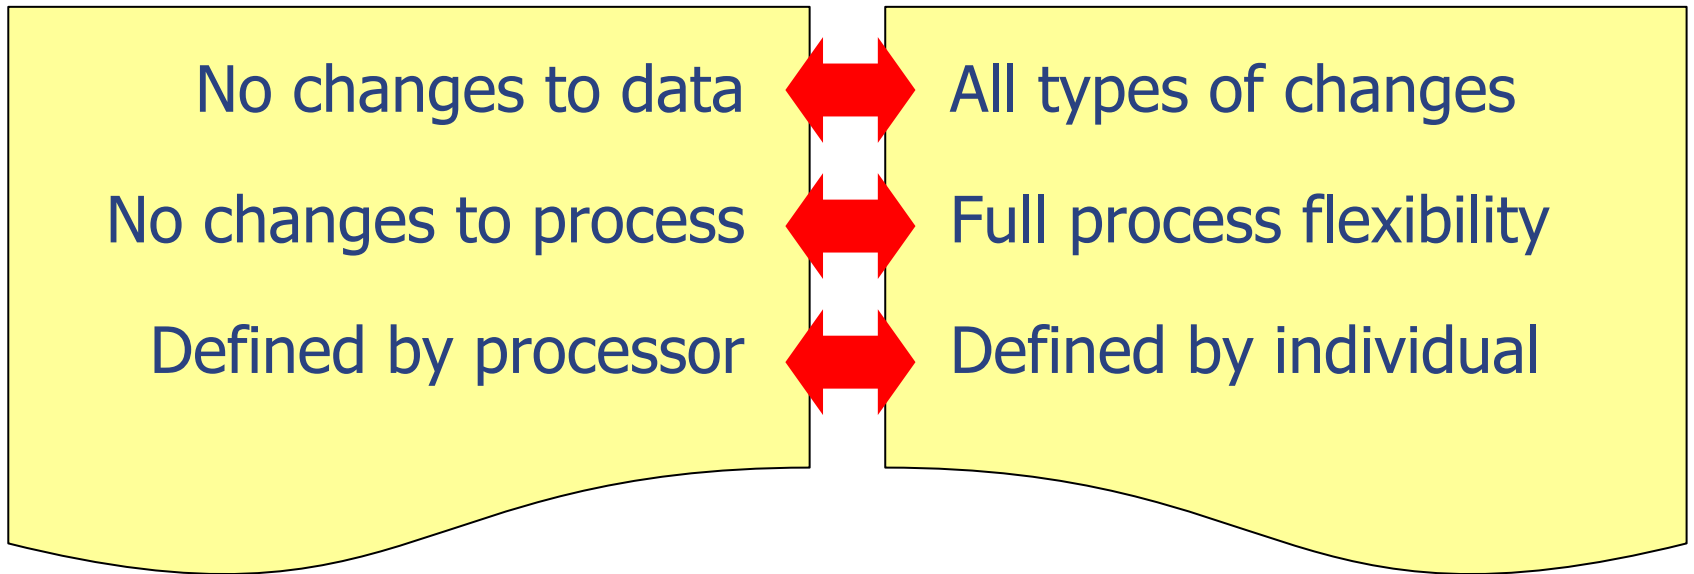 No changes to data
All types of changes
No changes to process
Full process flexibility
Defined by processor
Defined by individual